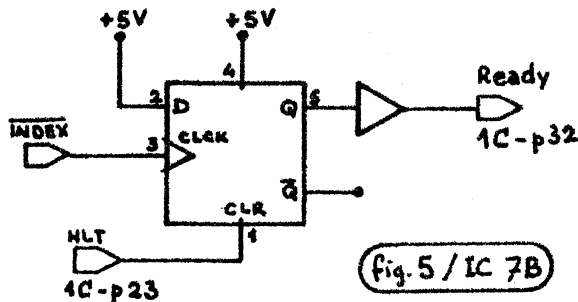 +5V +5V
4
2 D Q 5
Ready
INDEX
3 CLCK
1C-p32
Q
CLR
HLT 1
1C-p23
fig. 5 / IC 7B